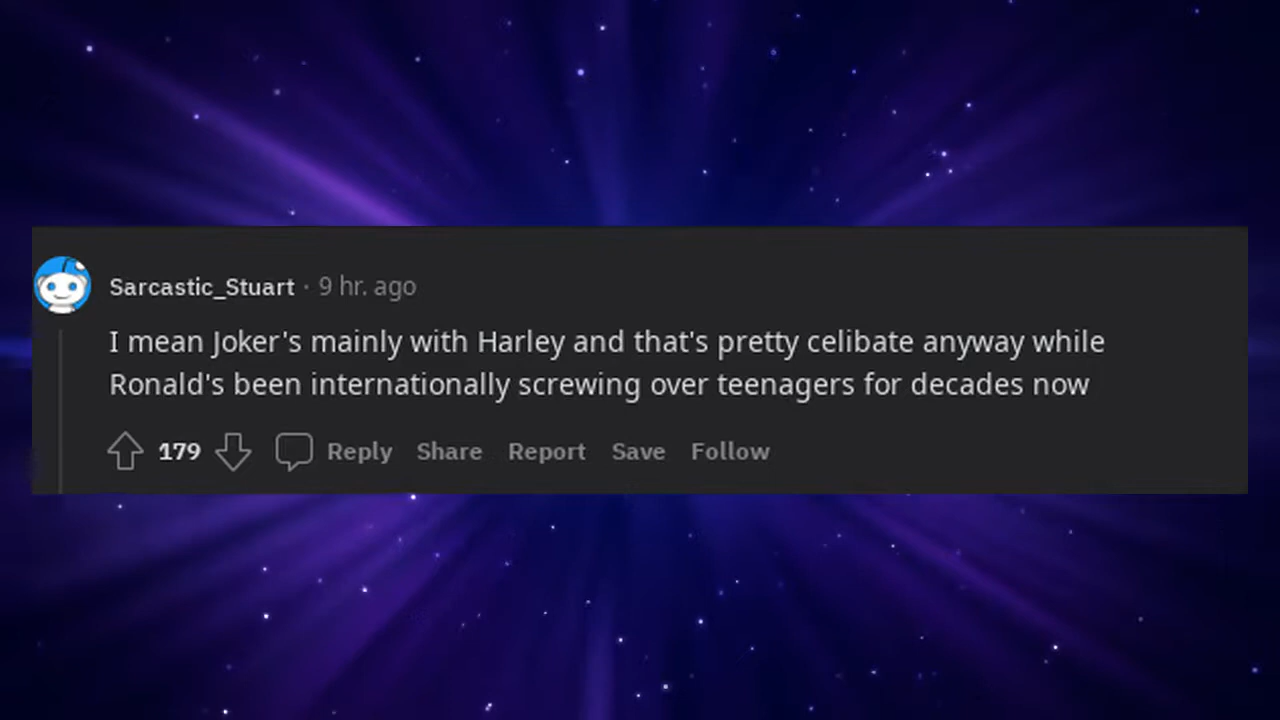 Sarcastic_Stuart · 9 hr. ago
I mean Joker's mainly with Harley and that's pretty celibate anyway while
Ronald's been internationally screwing over teenagers for decades now
179 Reply Share Report Save Follow